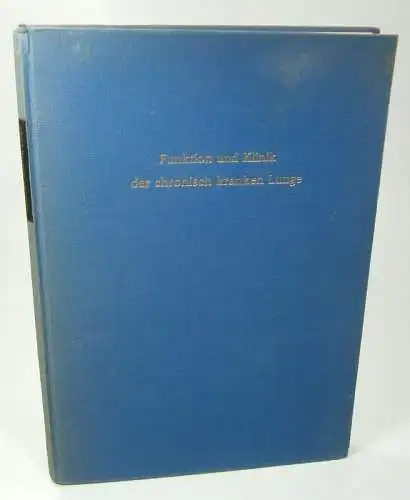 Funktion und Klinik
der chronisch kranken Lunge